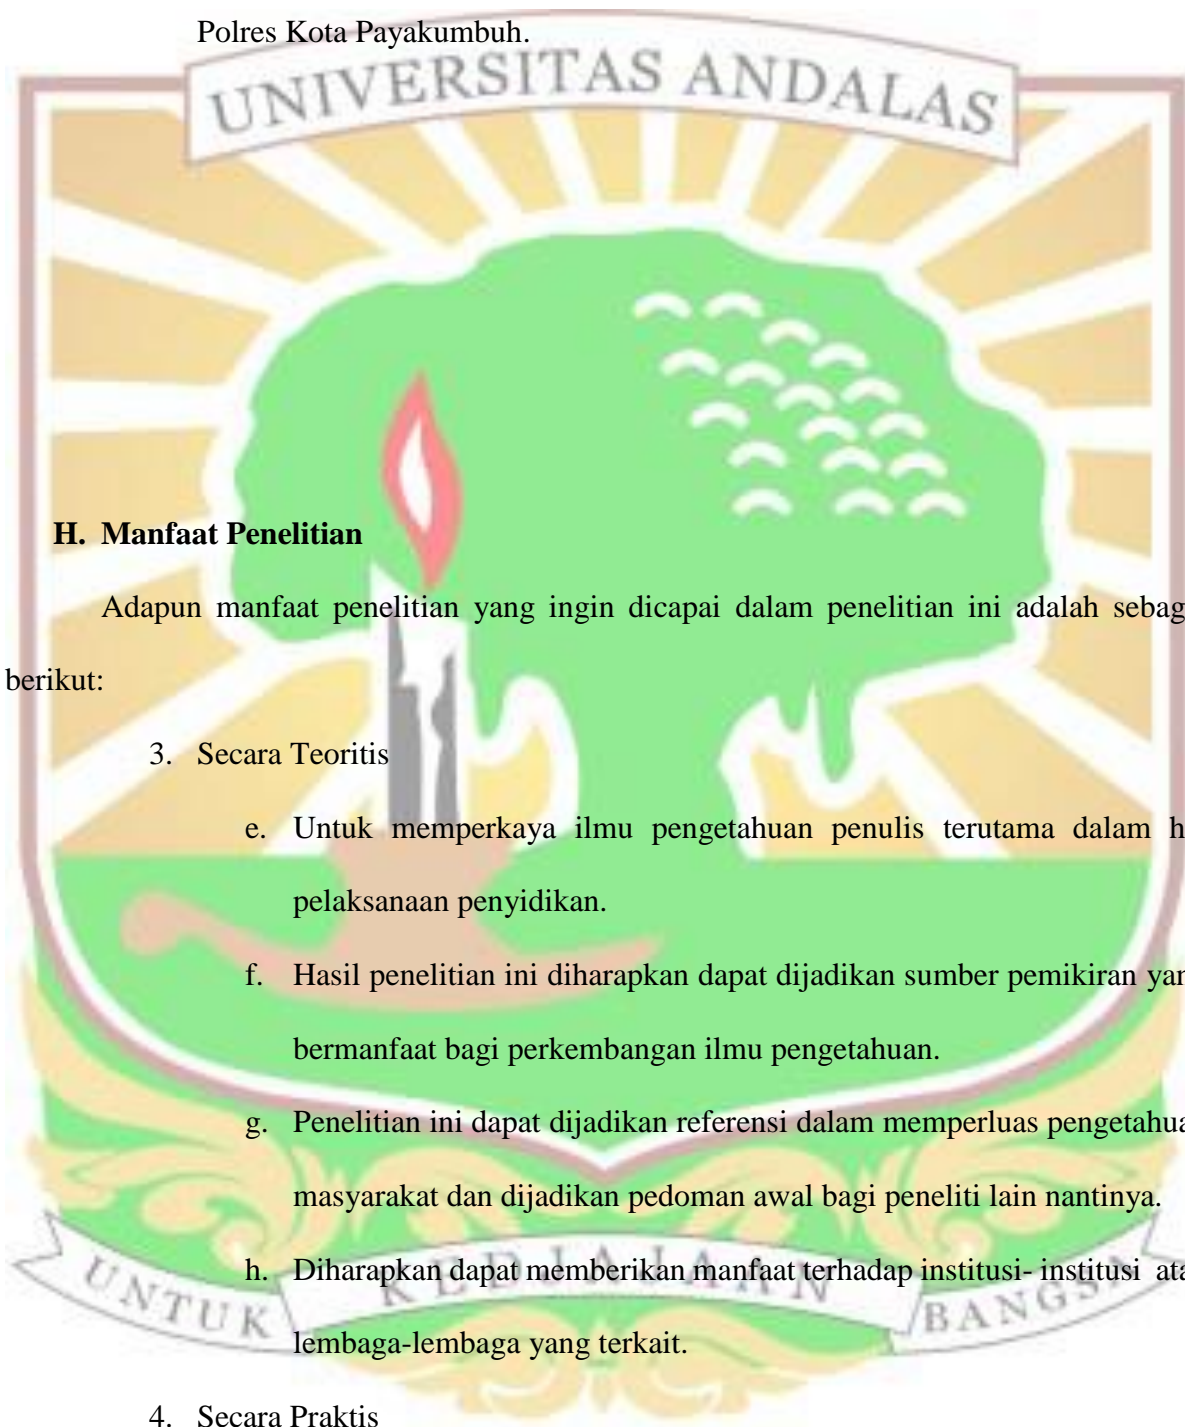 Polres Kota Payakumbuh.
UNIVERSITAS ANDALAS
H. Manfaat Penelitian
Adapun manfaat penelitian yang ingin dicapai dalam penelitian ini adalah sebag
berikut:
3. Secara Teoritis
e. Untuk memperkaya ilmu pengetahuan penulis terutama dalam h
pelaksanaan penyidikan.
f. Hasil penelitian ini diharapkan dapat dijadikan sumber pemikiran yan
bermanfaat bagi perkembangan ilmu pengetahuan.
g. Penelitian ini dapat dijadikan referensi dalam memperluas pengetahua
masyarakat dan dijadikan pedoman awal bagi peneliti lain nantinya.
h. Diharapkan dapat memberikan manfaat terhadap institusi- institusi ata
UNTUK KEDJAJAAN BANGSA
lembaga-lembaga yang terkait.
4. Secara Praktis